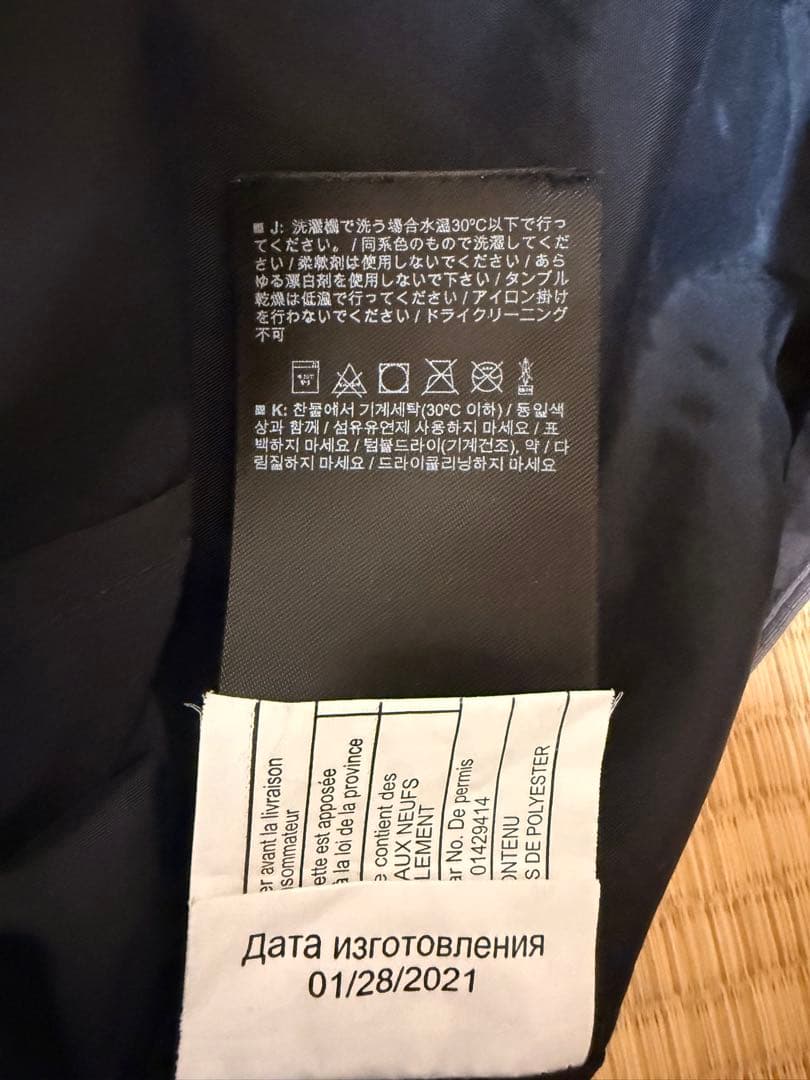 J: 洗濯機で洗う場合水温30ºC以下で行っ
てください。/ 同系色のもので洗濯してくだ
さい / 柔軟剤は使用しないでください / あら
ゆる漂白剤を使用しないで下さい / タンブル
乾燥は低温で行ってください / アイロン掛け
を行わないでください / ドライクリーニング
不可
K: 찬물에서 기계세탁(30ºC 이하) / 동일색
상과 함께 / 섬유유연제 사용하지 마세요 / 표
백하지 마세요 / 텀블드라이(기계건조), 약 / 다
림질하지 마세요 / 드라이클리닝하지 마세요
er avant la livraison
sommateur
ette est apposée
à la loi de la province
e contient des
AUX NEUFS
LEMENT
ar No. De permis
01429414
ONTENU
S DE POLYESTER
Дата изготовления
01/28/2021